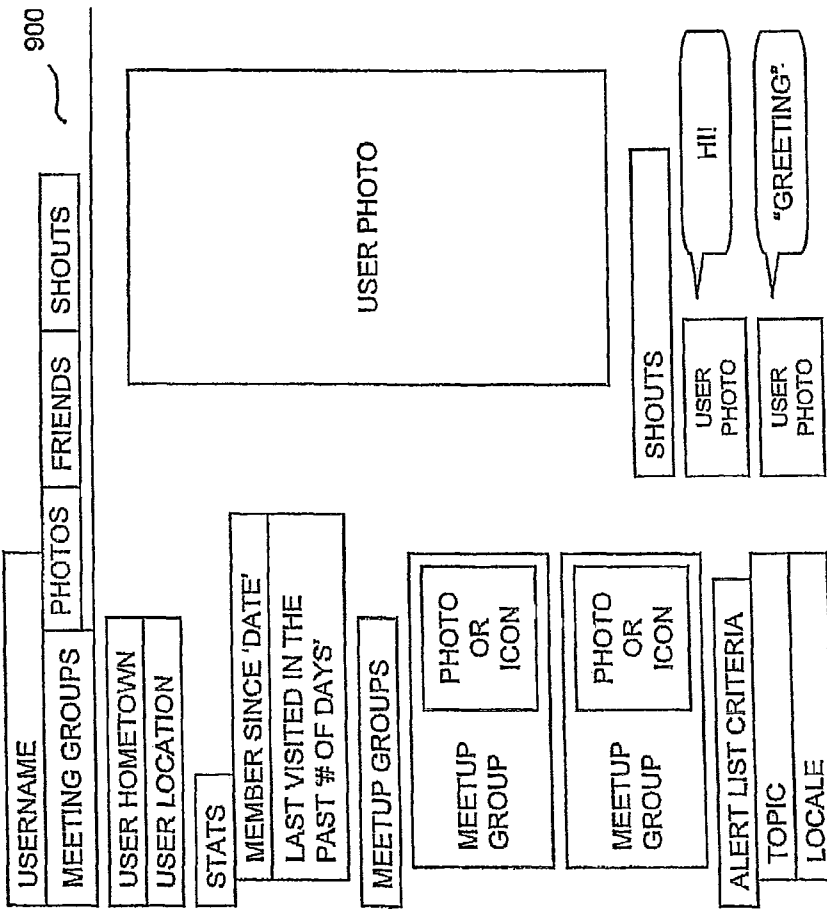 900
USERNAME
MEETING GROUPS PHOTOS FRIENDS SHOUTS
USER HOMETOWN
USER LOCATION
STATS
MEMBER SINCE 'DATE'
LAST VISITED IN THE
PAST # OF DAYS'
MEETUP GROUPS
MEETUP
GROUP
PHOTO
OR
ICON
MEETUP
GROUP
PHOTO
OR
ICON
ALERT LIST CRITERIA
TOPIC
LOCALE
USER PHOTO
SHOUTS
USER
PHOTO
HI!
USER
PHOTO
"GREETING"